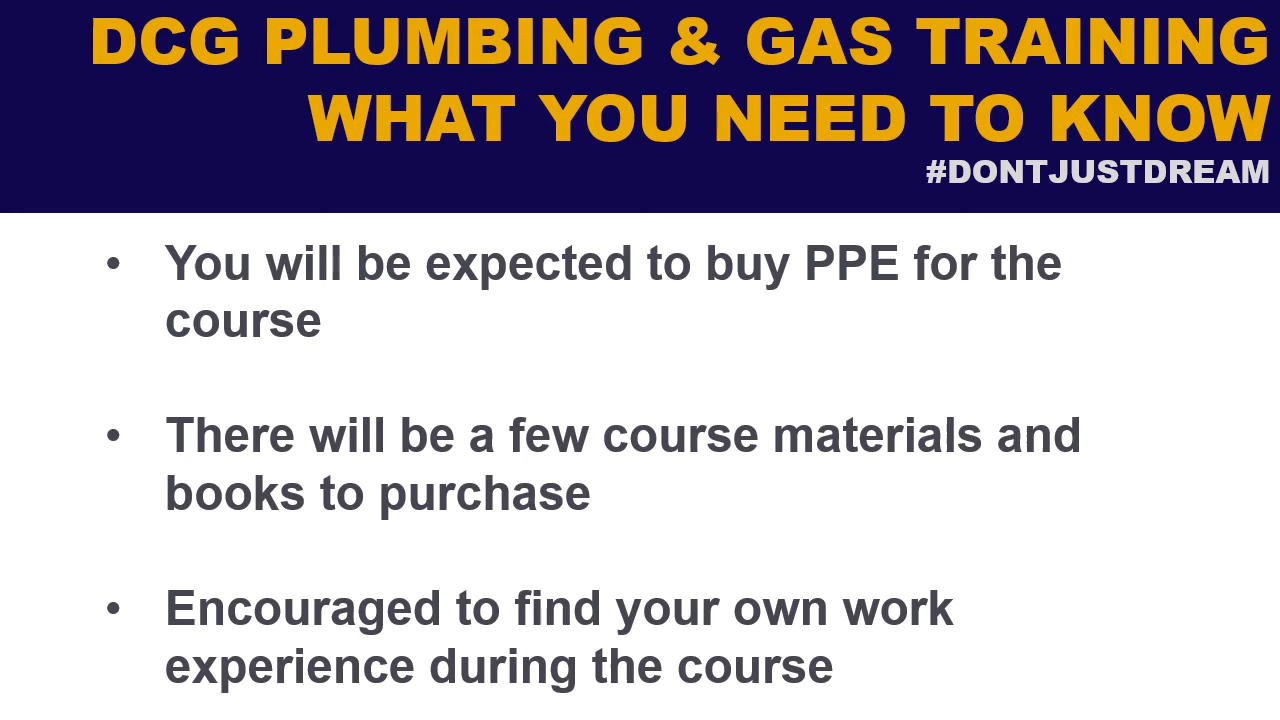 DCG PLUMBING & GAS TRAINING
WHAT YOU NEED TO KNOW
#DONTJUSTDREAM
• You will be expected to buy PPE for the
course
• There will be a few course materials and
books to purchase
• Encouraged to find your own work
experience during the course